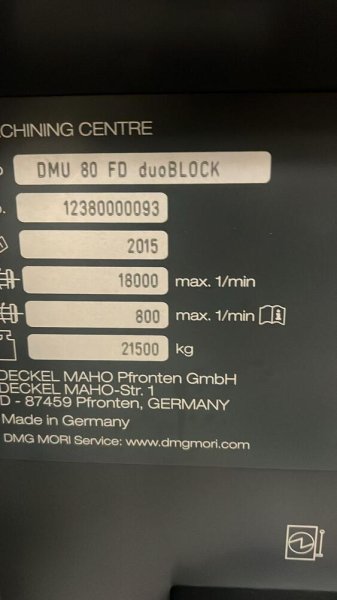 CHINING CENTRE
DMU 80 FD duoBLOCK
12380000093
2015
18000 max. 1/min
800 max. 1/min
21500 kg
DECKEL MAHO Pfronten GmbH
DECKEL MAHO-Str. 1
D - 87459 Pfronten, GERMANY
Made in Germany
DMG MORI Service: www.dmgmori.com